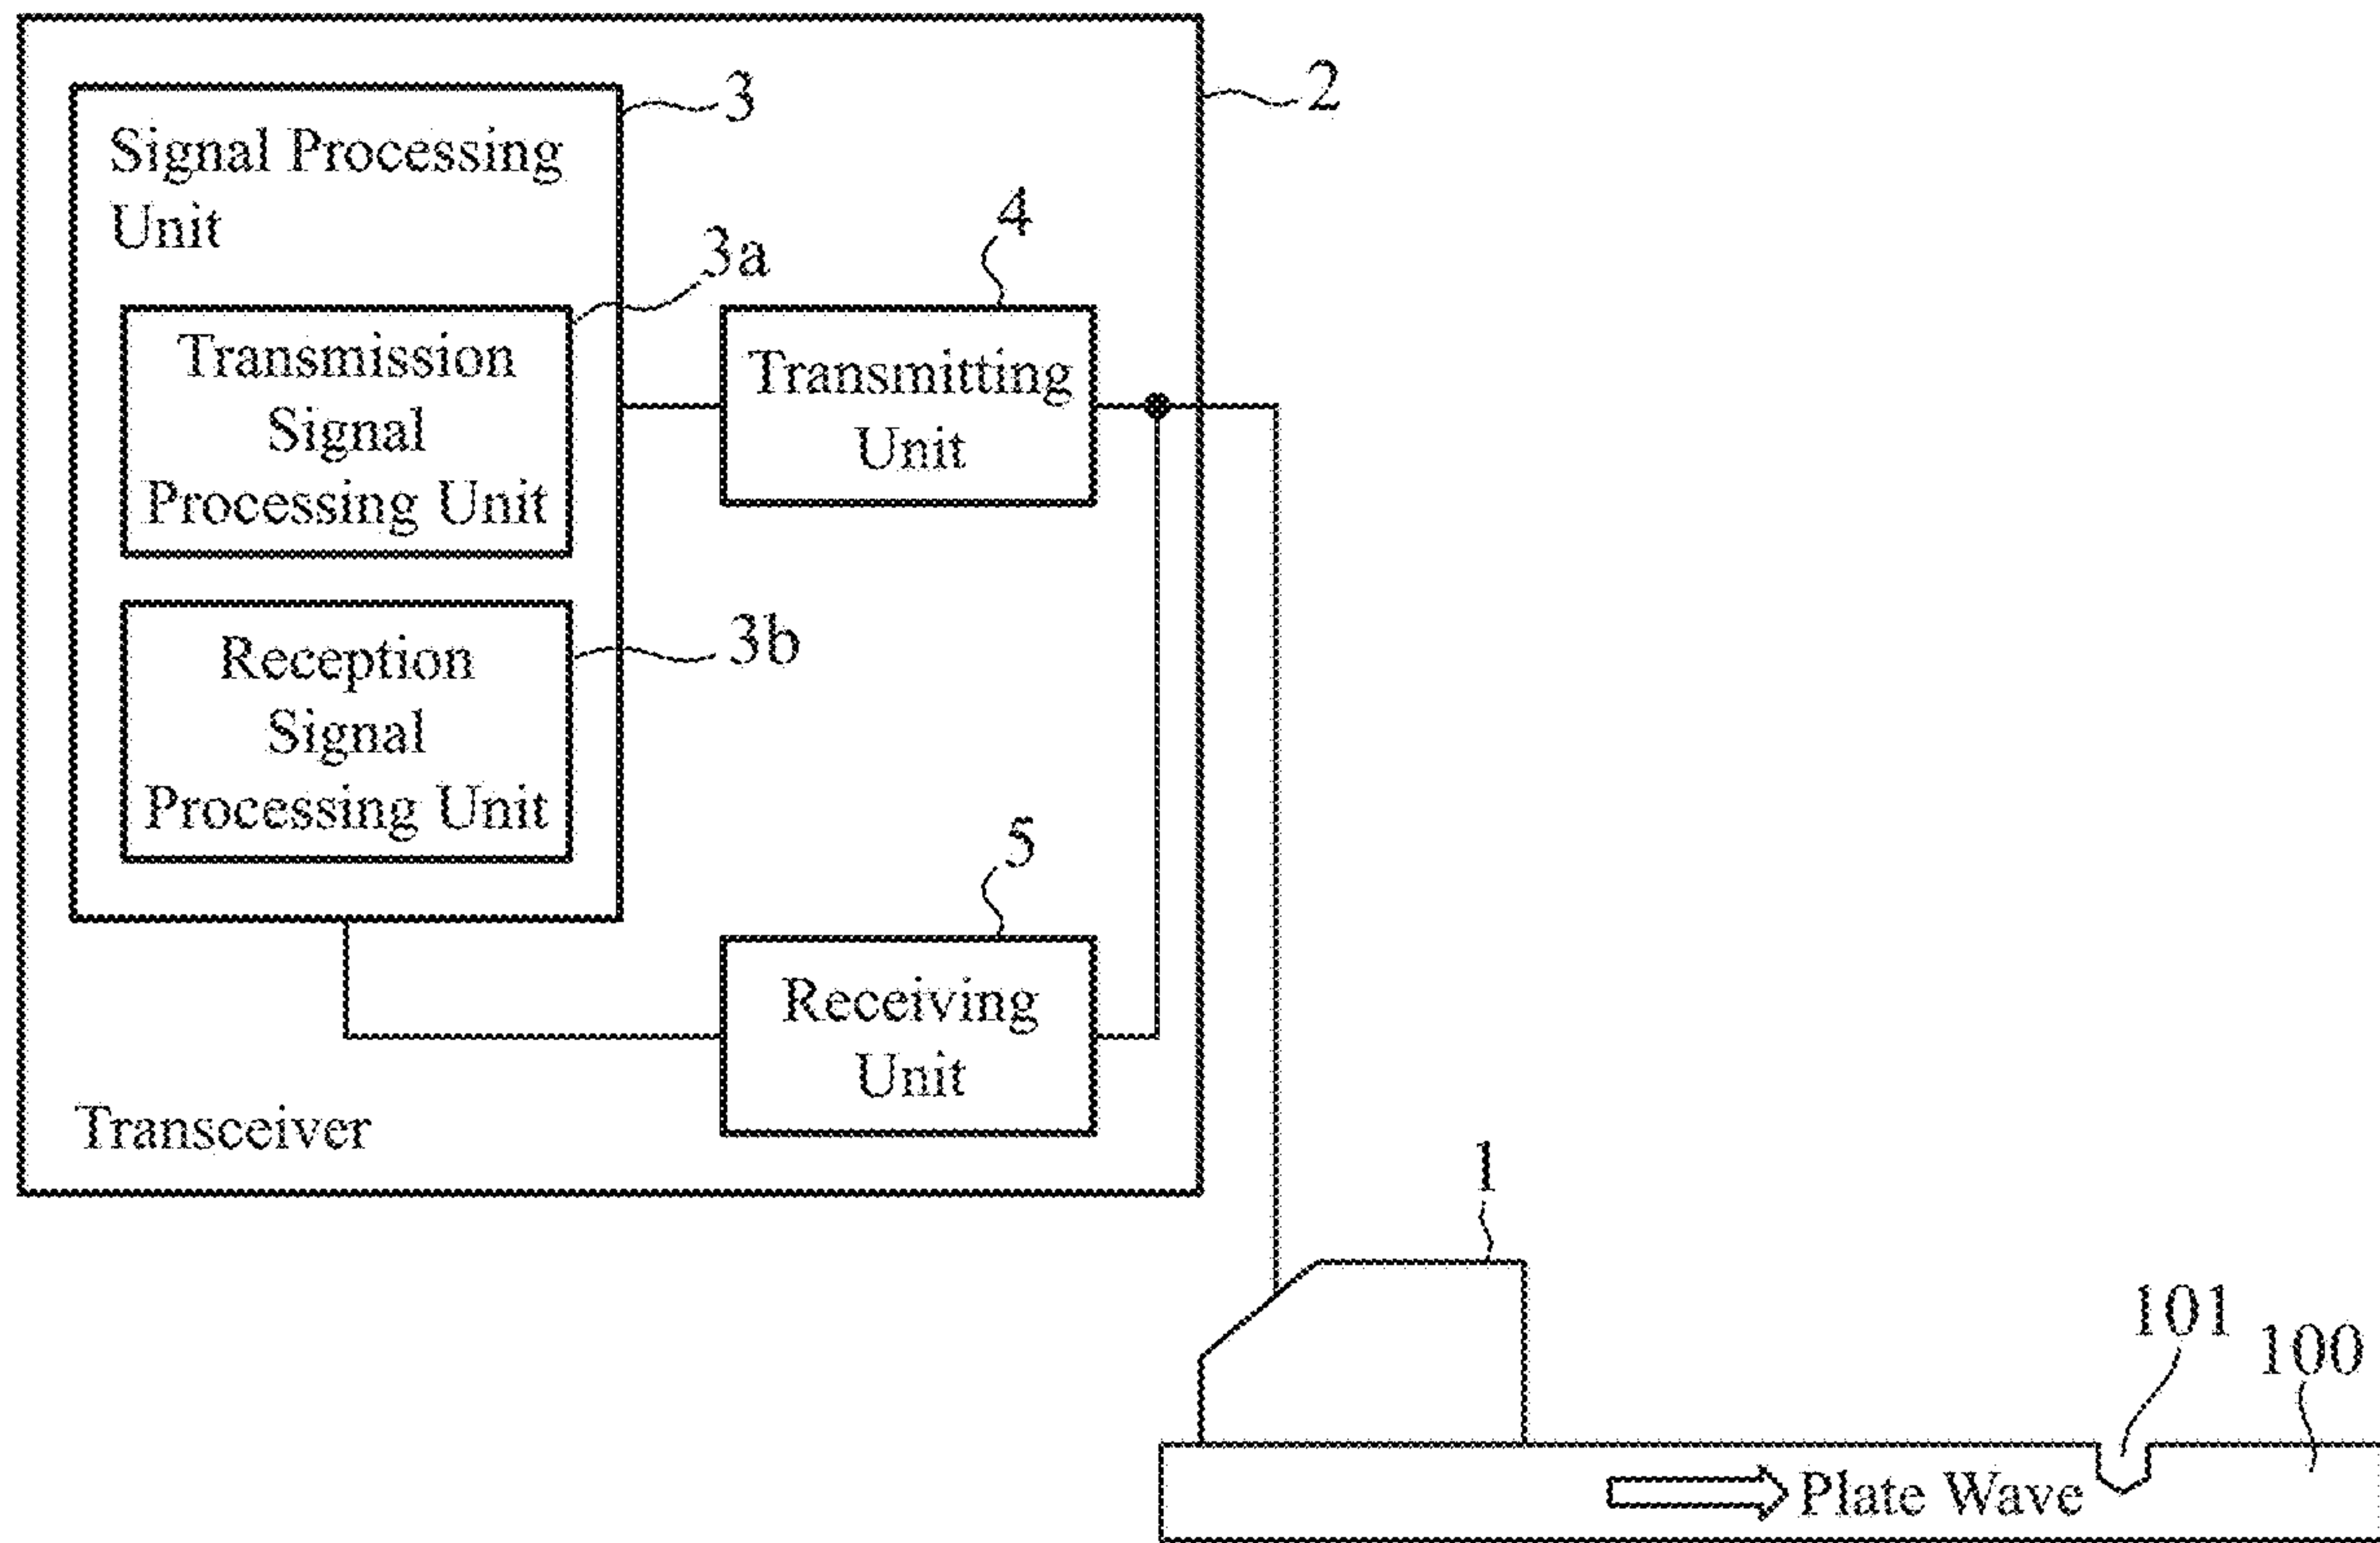 3
2
Signal Processing
Unit
4
3a
Transmission
Signal
Processing Unit
Transmitting
Unit
3b
Reception
Signal
Processing Unit
5
Receiving
Unit
Transceiver
1
101
100
Plate Wave